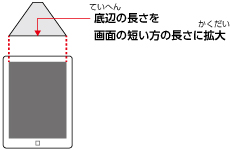 ていへん
底辺の長さを
かくだい
画面の短い方の長さに拡大